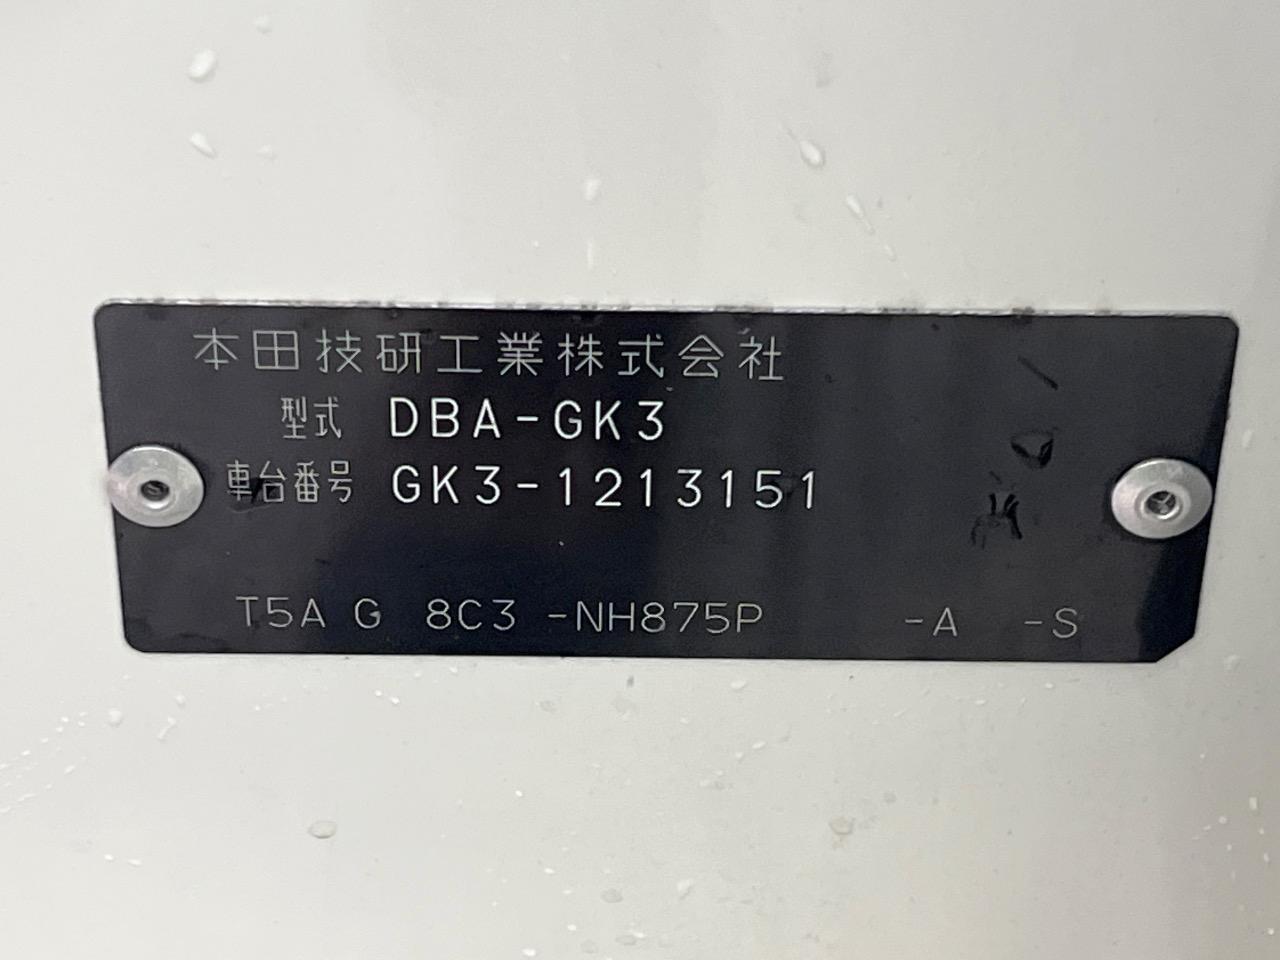 本田技研工業株式会社
型式 DBA-GK3
車台番号 GK3-1213151
T5A G 8C3 -NH875P -A -S